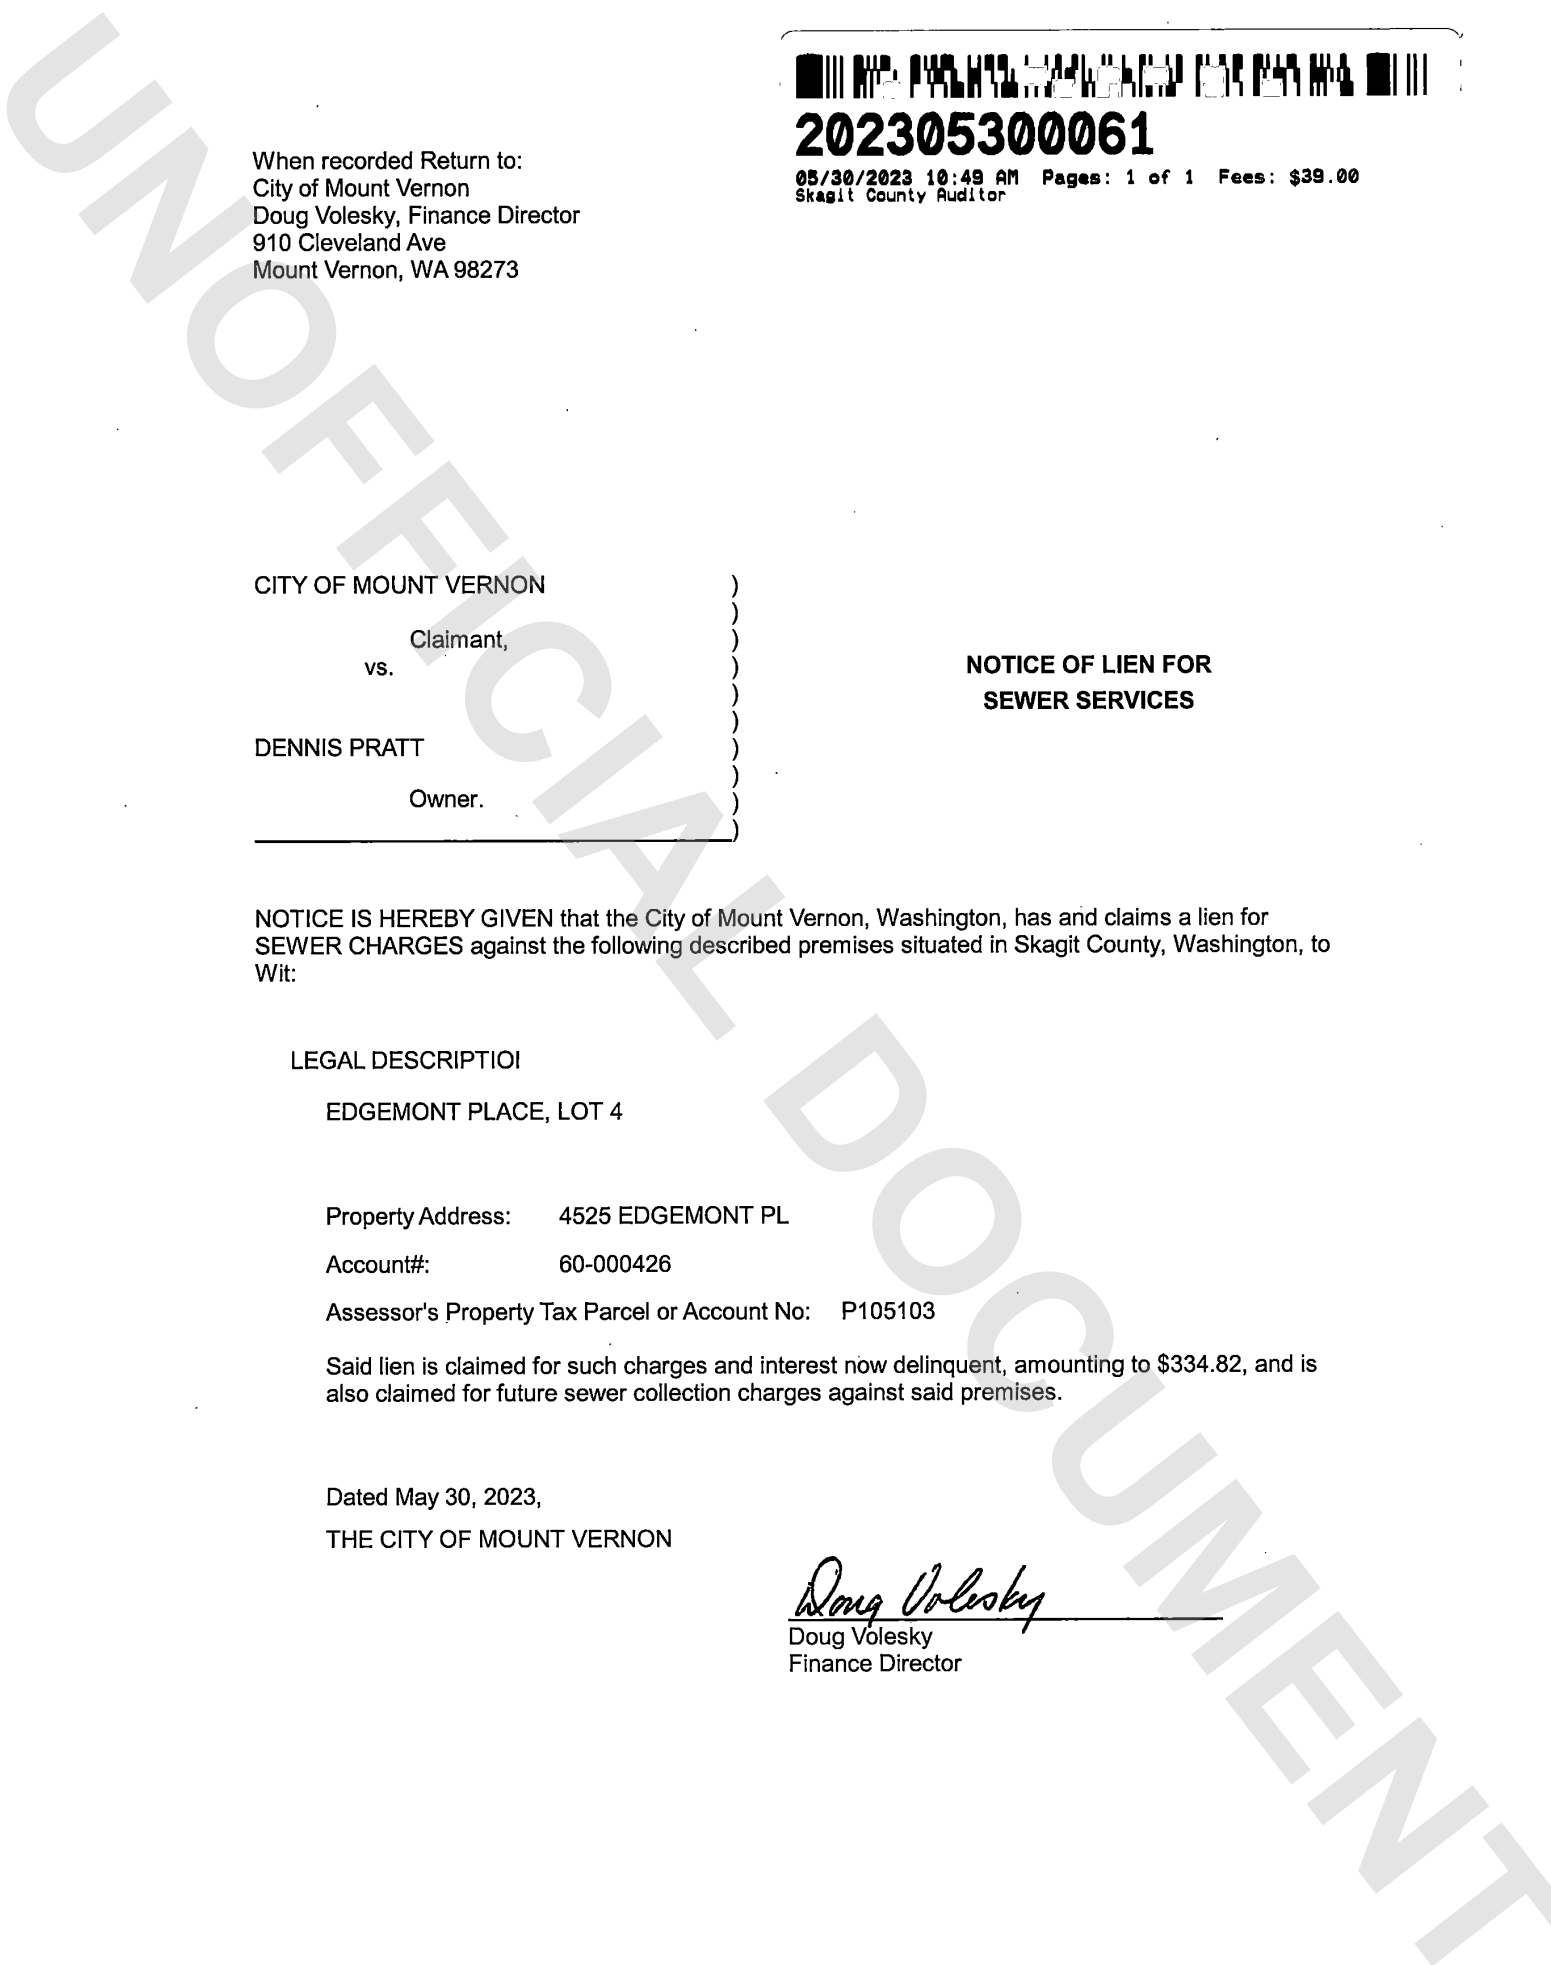 202305300061
05/30/2023 10:49 AM Pages: 1 of 1 Fees: $39.00
Skagit County Auditor
When recorded Return to:
City of Mount Vernon
Doug Volesky, Finance Director
910 Cleveland Ave
Mount Vernon, WA 98273
CITY OF MOUNT VERNON )
)
Claimant, )
vs. )
)
)
DENNIS PRATT )
)
Owner. )
)
NOTICE OF LIEN FOR
SEWER SERVICES
NOTICE IS HEREBY GIVEN that the City of Mount Vernon, Washington, has and claims a lien for
SEWER CHARGES against the following described premises situated in Skagit County, Washington, to
Wit:
LEGAL DESCRIPTIOI
EDGEMONT PLACE, LOT 4
Property Address: 4525 EDGEMONT PL
Account#: 60-000426
Assessor's Property Tax Parcel or Account No: P105103
Said lien is claimed for such charges and interest now delinquent, amounting to $334.82, and is
also claimed for future sewer collection charges against said premises.
Dated May 30, 2023,
THE CITY OF MOUNT VERNON
Doug Volesky
Doug Volesky
Finance Director
UNOFFICIAL DOCUMENT